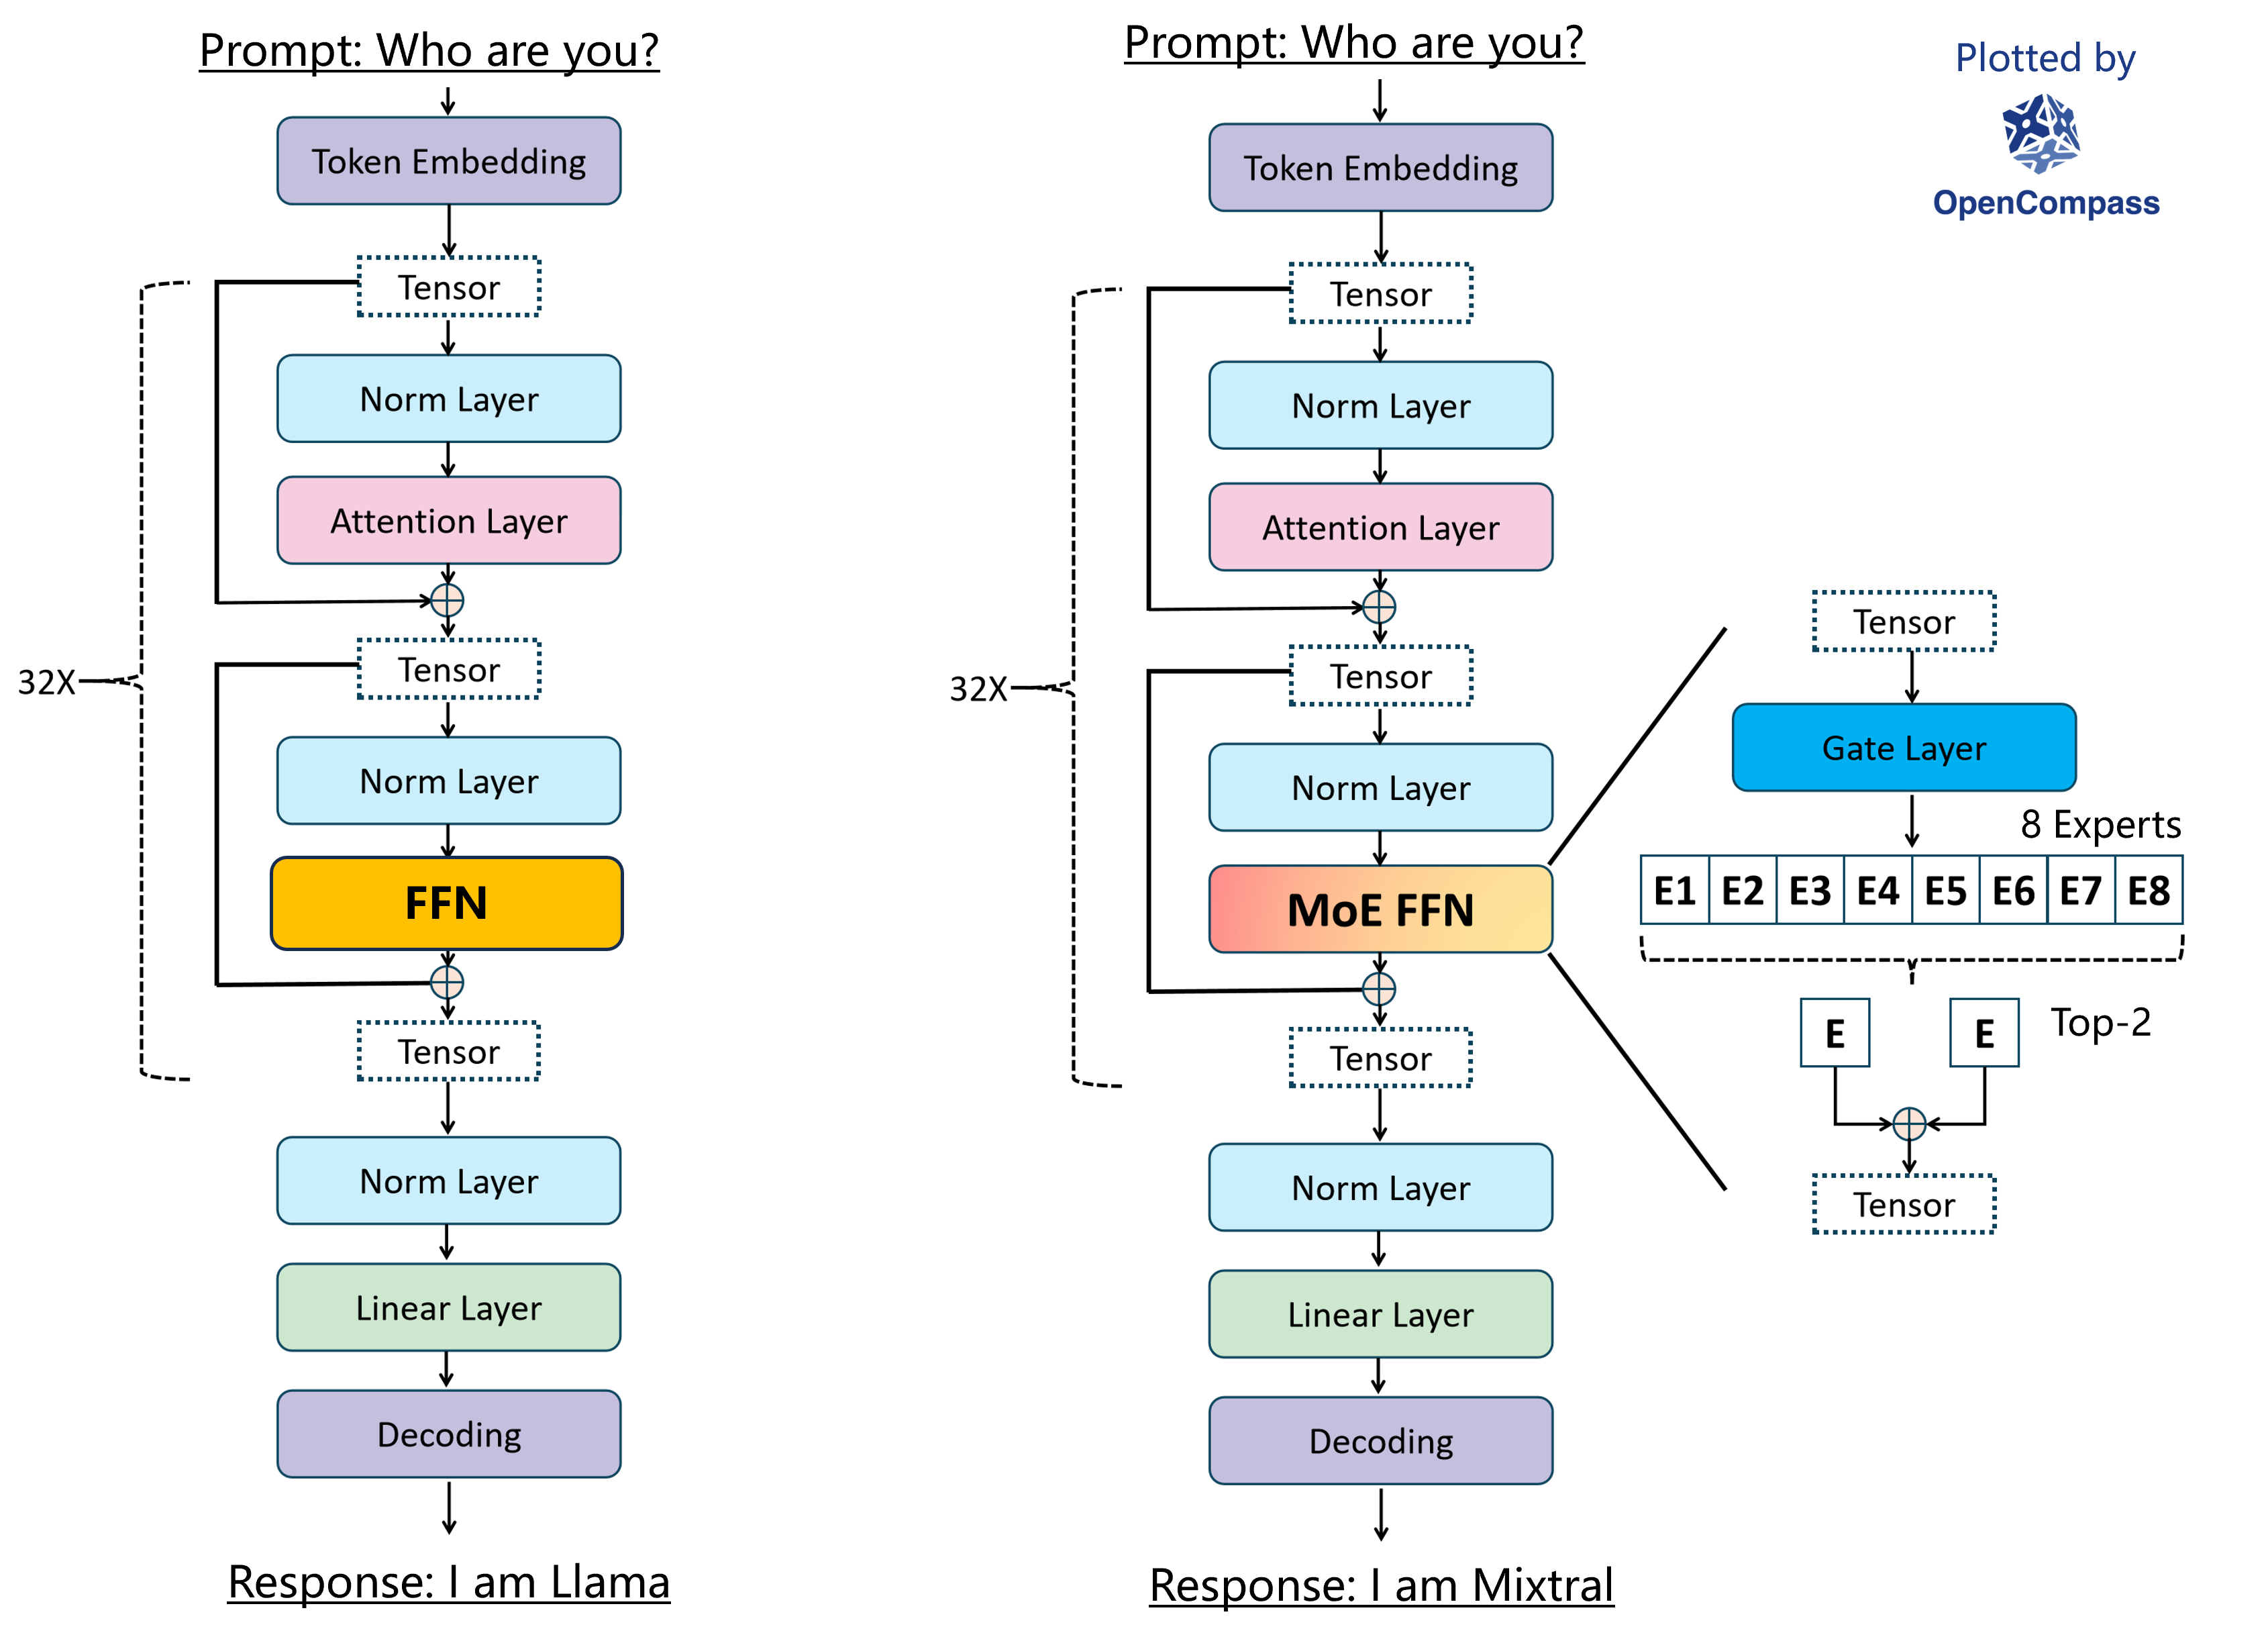 Prompt: Who are you?
Token Embedding
Tensor
Norm Layer
Attention Layer
32X
Tensor
Norm Layer
FFN
Tensor
Norm Layer
Linear Layer
Decoding
Response: I am Llama
Prompt: Who are you?
Token Embedding
Tensor
Norm Layer
Attention Layer
32X
Tensor
Norm Layer
MoE FFN
Tensor
Norm Layer
Linear Layer
Decoding
Response: I am Mixtral
Plotted by
OpenCompass
Tensor
Gate Layer
8 Experts
E1 E2 E3 E4 E5 E6 E7 E8
E E Top-2
Tensor